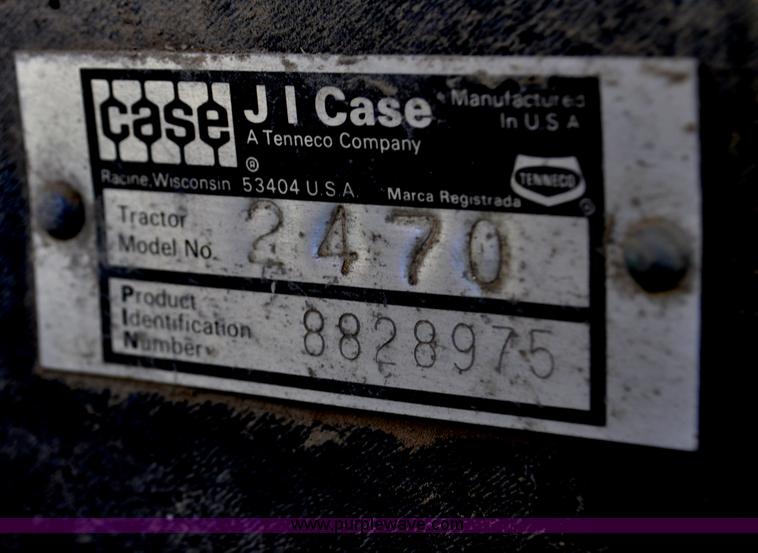 case
J I Case
A Tenneco Company
®
Manufactured
In U S A
Racine, Wisconsin 53404 U.S.A. Marca Registrada
TENNECO
®
Tractor
Model No. 2470
Product
Identification
Number 8828975
www.purplewave.com